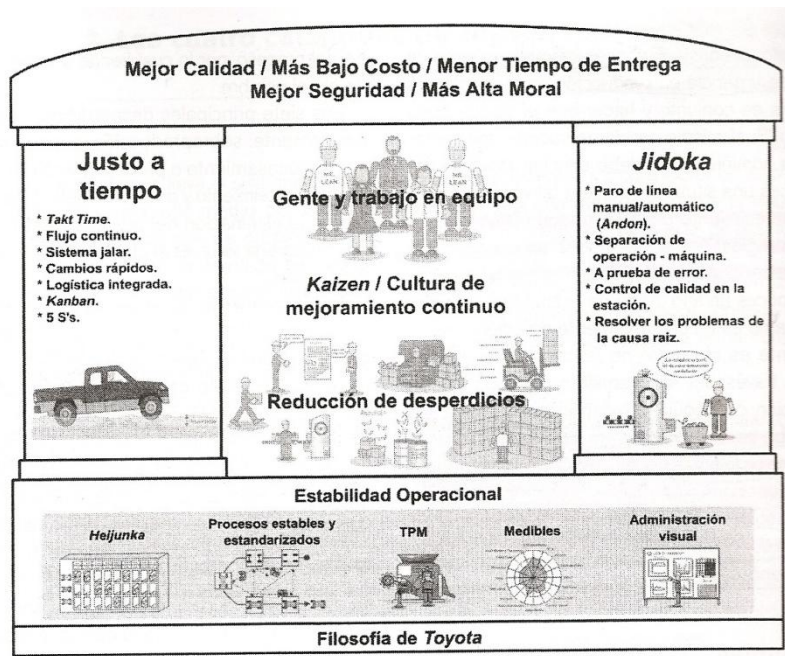 Mejor Calidad / Más Bajo Costo / Menor Tiempo de Entrega
Mejor Seguridad / Más Alta Moral
Justo a
tiempo
* Takt Time.
* Flujo continuo.
* Sistema jalar.
* Cambios rápidos.
* Logística integrada.
* Kanban.
* 5 S's.
MR. LEAN
MR. LEAN
Gente y trabajo en equipo
Kaizen / Cultura de
mejoramiento continuo
Reducción de desperdicios
Jidoka
* Paro de línea
manual/automático
(Andon).
* Separación de
operación - máquina.
* A prueba de error.
* Control de calidad en la
estación.
* Resolver los problemas de
la causa raíz.
Estabilidad Operacional
Heijunka
Procesos estables y
estandarizados
TPM
Medibles
Administración
visual
Filosofía de Toyota